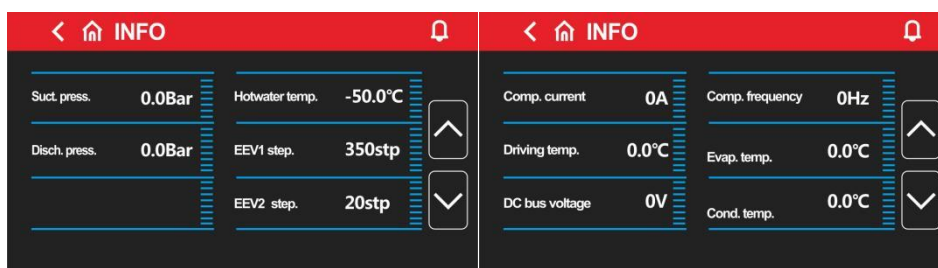 INFO
Suct. press. 0.0Bar Hotwater temp. -50.0℃
Disch. press. 0.0Bar EEV1 step. 350stp
EEV2 step. 20stp
INFO
Comp. current 0A Comp. frequency 0Hz
Driving temp. 0.0℃ Evap. temp. 0.0℃
DC bus voltage 0V Cond. temp. 0.0℃